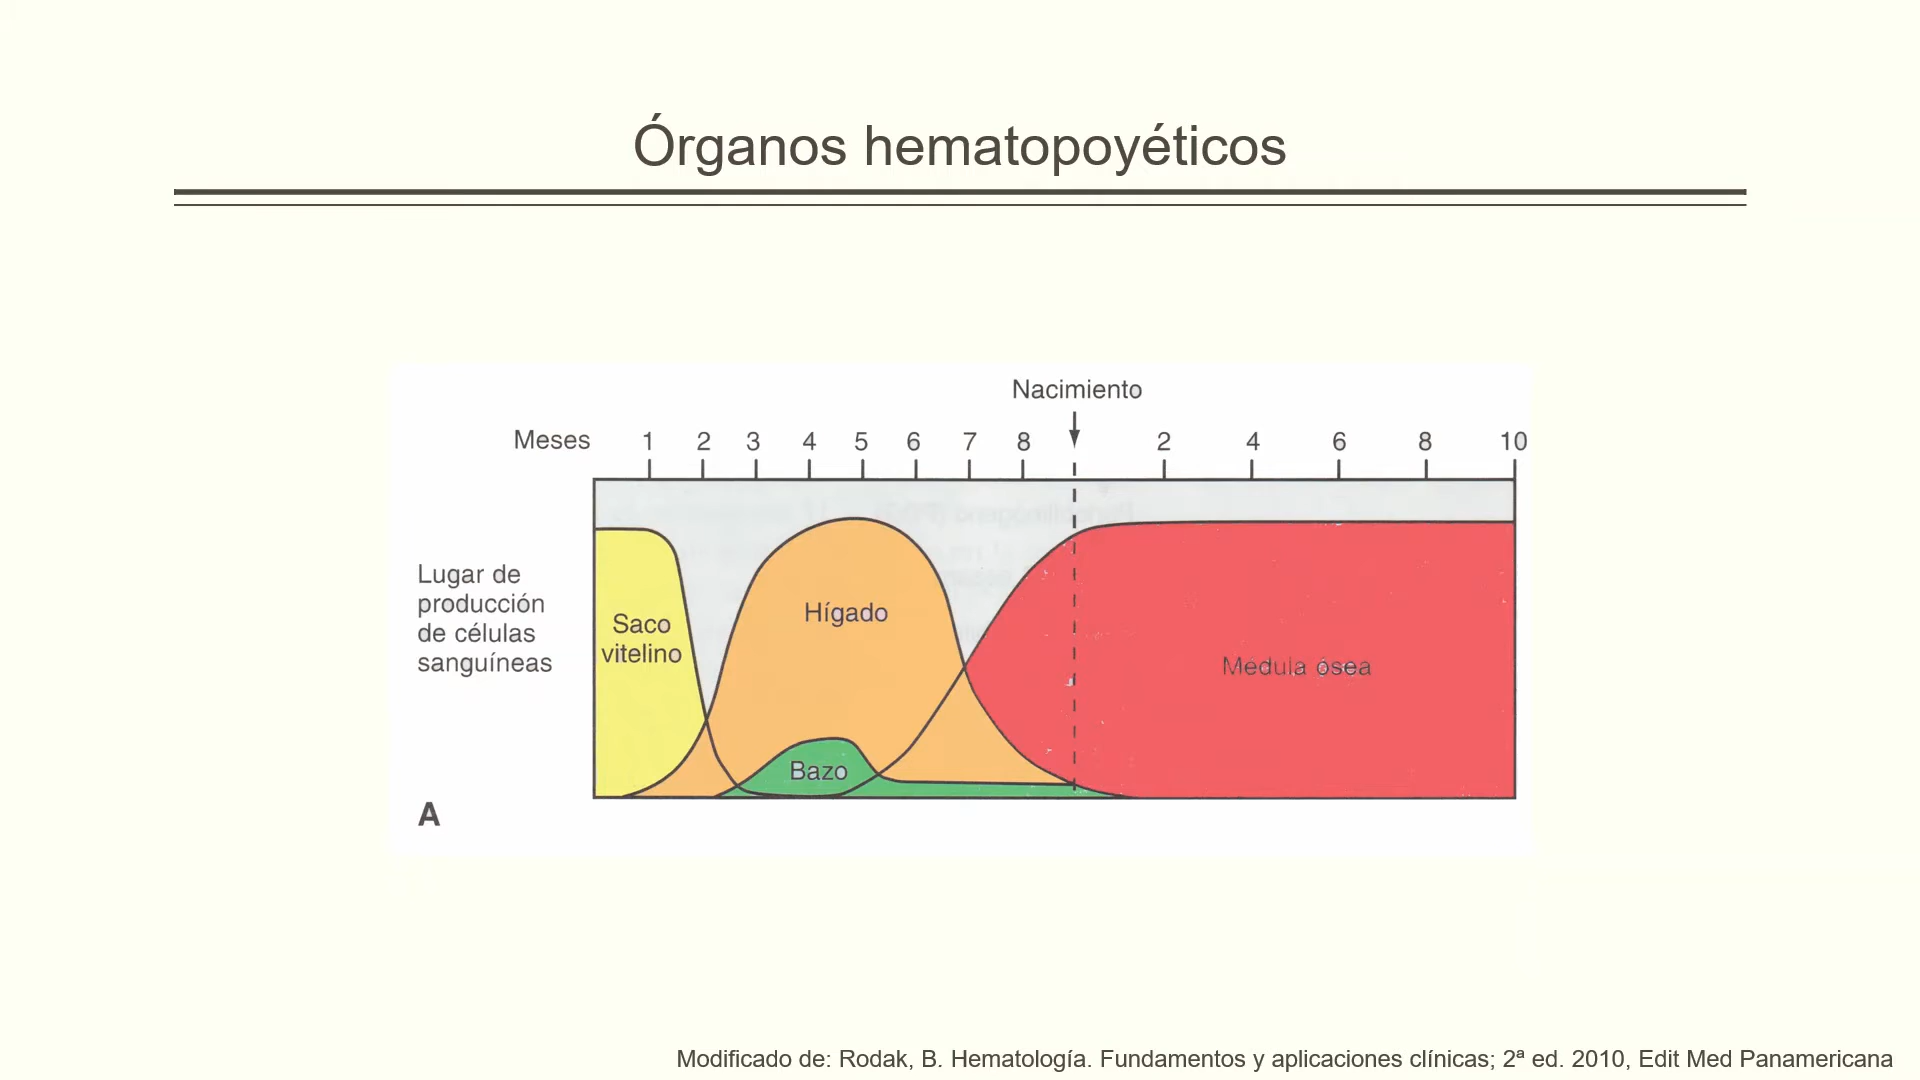 Órganos hematopoyéticos
Nacimiento
Meses 1 2 3 4 5 6 7 8 2 4 6 8 10
Lugar de
producción
de células
sanguíneas
Saco
vitelino
Hígado
Bazo
Medula ósea
A
Modificado de: Rodak, B. Hematología. Fundamentos y aplicaciones clínicas; 2ª ed. 2010, Edit Med Panamericana